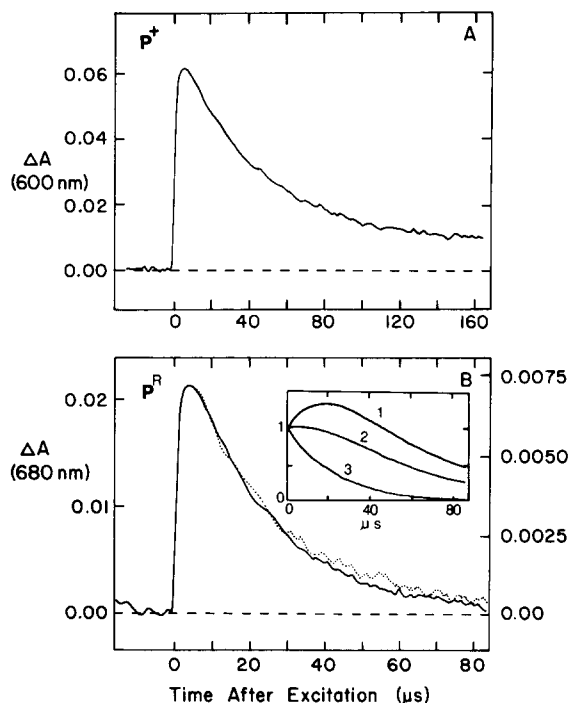 P+ A
0.06
0.04
ΔA
(600 nm)
0.02
0.00
0 40 80 120 160
PR B
0.02 0.0075
1
2
3
1
0
0 40 80
μs
ΔA
(680 nm)
0.0050
0.01
0.0025
0.00 0.00
0 20 40 60 80
Time After Excitation (μs)